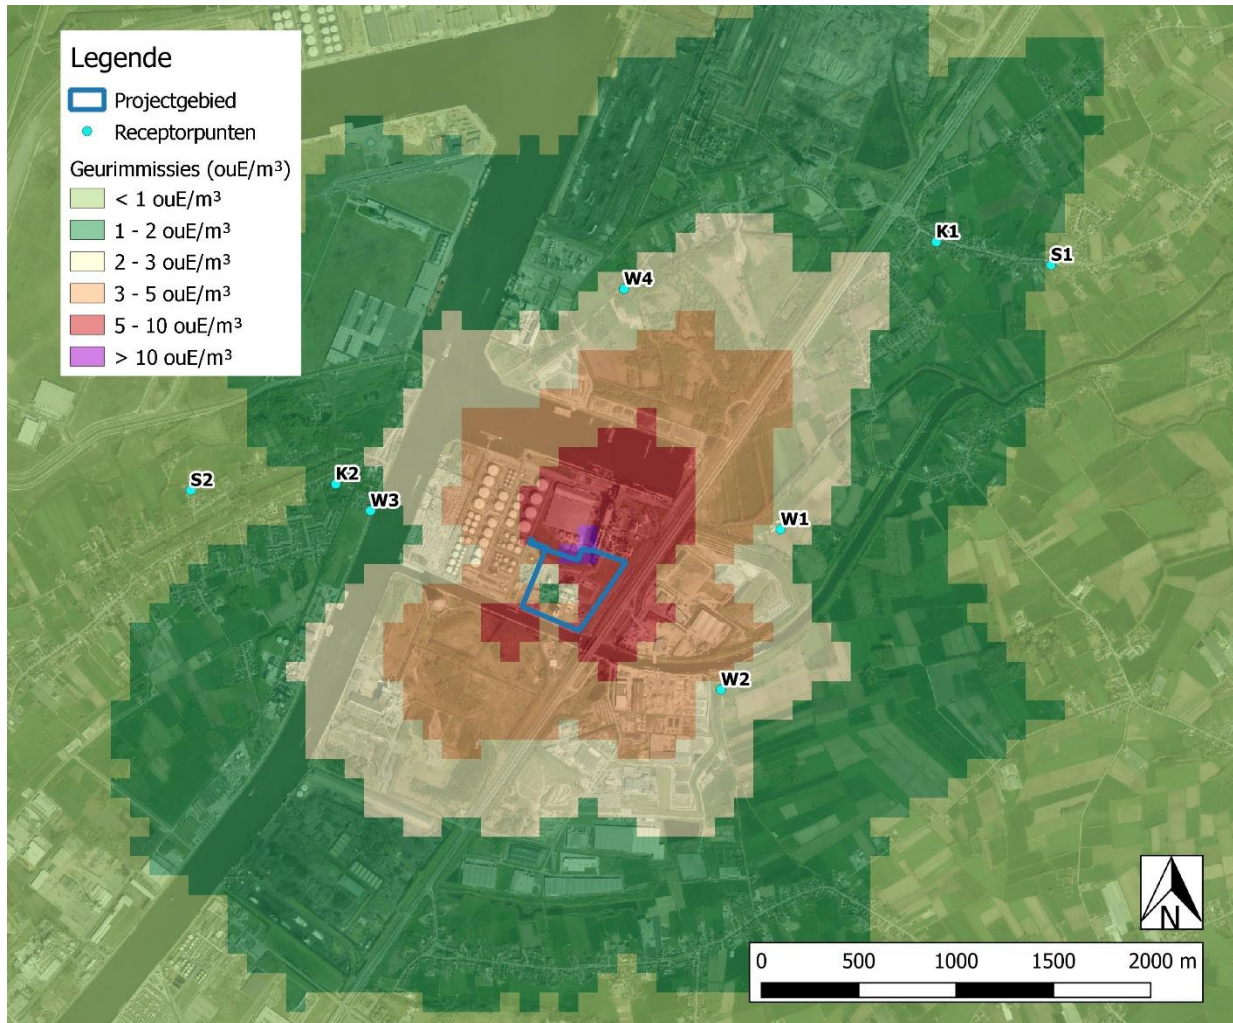 Legende
Projectgebied
Receptorpunten
Geurimmissies (ouE/m³)
< 1 ouE/m³
1 - 2 ouE/m³
2 - 3 ouE/m³
3 - 5 ouE/m³
5 - 10 ouE/m³
> 10 ouE/m³
K1
S1
W4
S2
K2
W3
W1
W2
N
0 500 1000 1500 2000 m